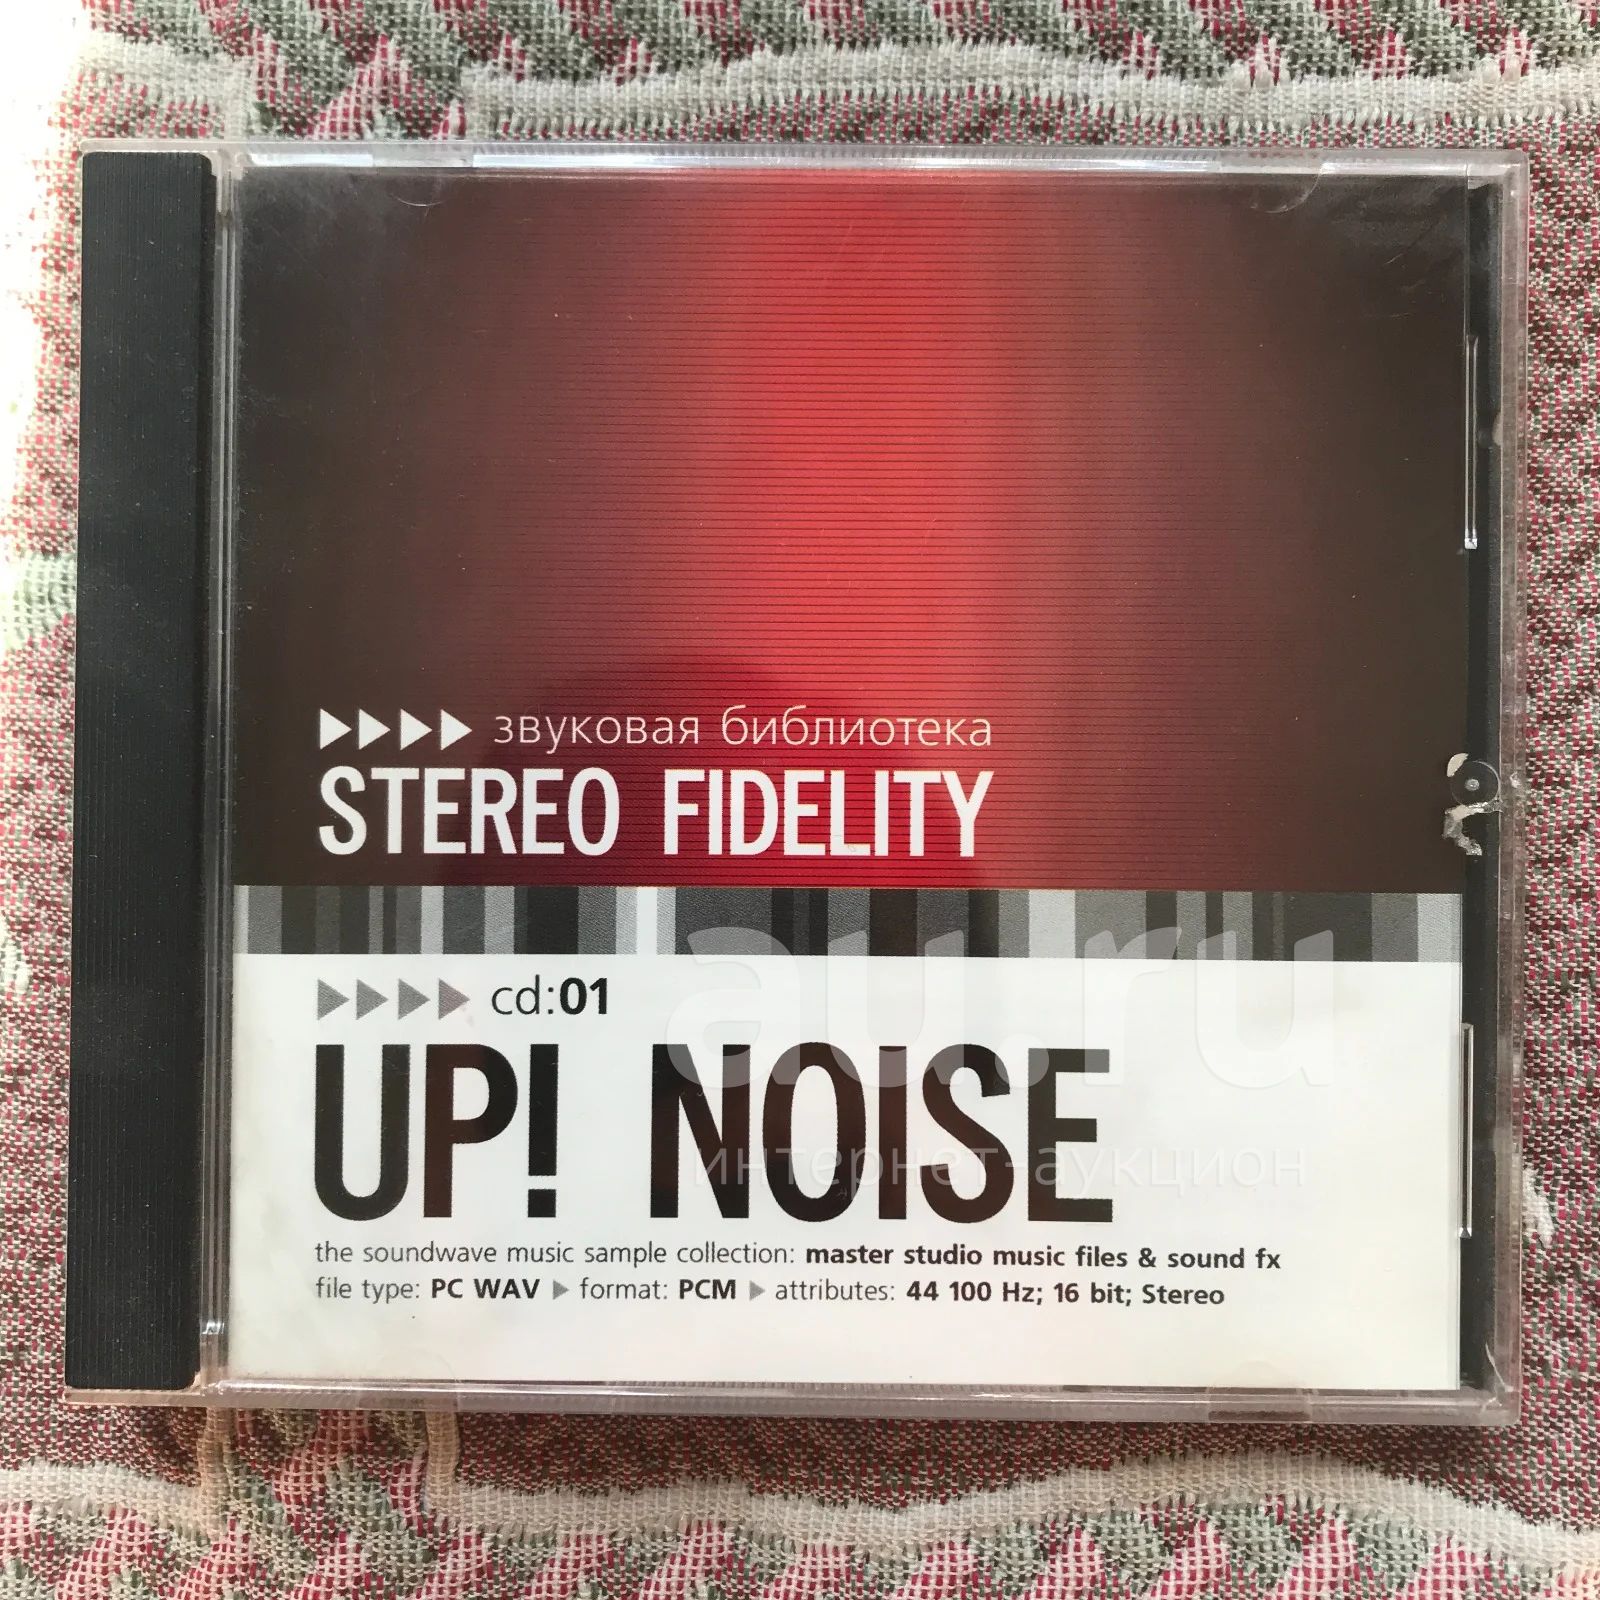 звуковая библиотека
STEREO FIDELITY
cd:01
UP! NOISE
the soundwave music sample collection: master studio music files & sound fx
file type: PC WAV ▶ format: PCM ▶ attributes: 44 100 Hz; 16 bit; Stereo
au.ru
интернет-аукцион